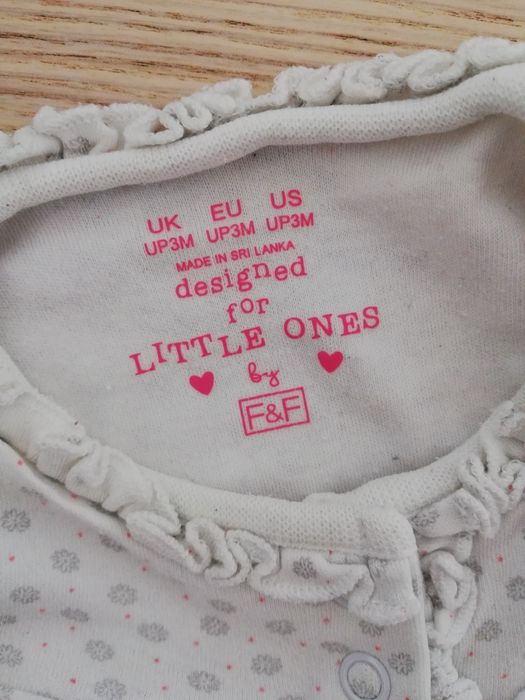 UK EU US
UP3M UP3M UP3M
MADE IN SRI LANKA
designed
for
LITTLE ONES
by
F&F